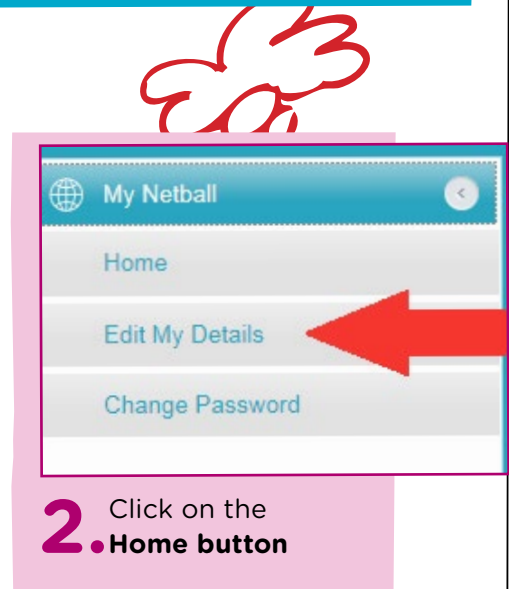 My Netball
Home
Edit My Details
Change Password
2. Click on the
Home button